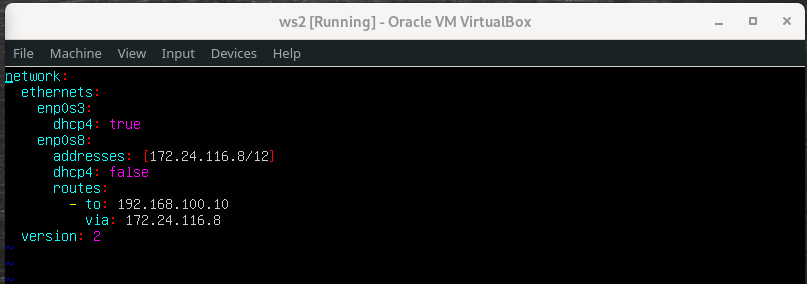 ws2 [Running] - Oracle VM VirtualBox
File Machine View Input Devices Help
network:
  ethernets:
    enp0s3:
      dhcp4: true
    enp0s8:
      addresses: [172.24.116.8/12]
      dhcp4: false
      routes:
        - to: 192.168.100.10
          via: 172.24.116.8
  version: 2
~
~
~